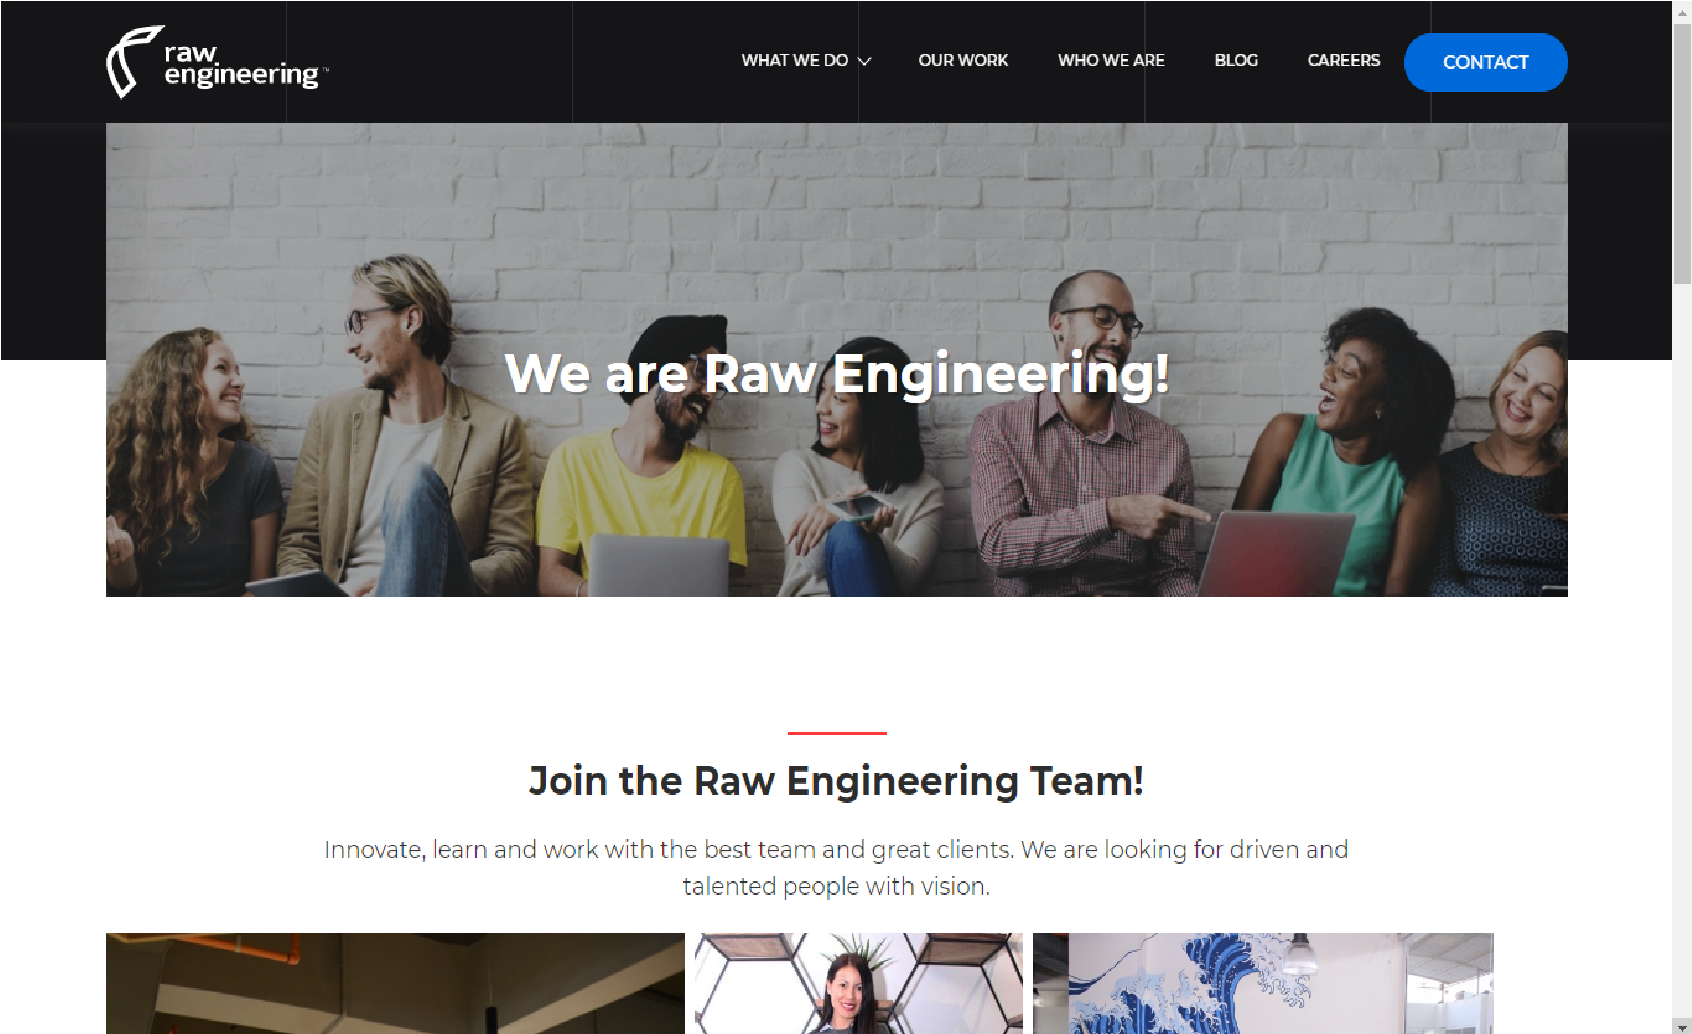 raw
engineering™
WHAT WE DO
OUR WORK
WHO WE ARE
BLOG
CAREERS
CONTACT
We are Raw Engineering!
Join the Raw Engineering Team!
Innovate, learn and work with the best team and great clients. We are looking for driven and
talented people with vision.